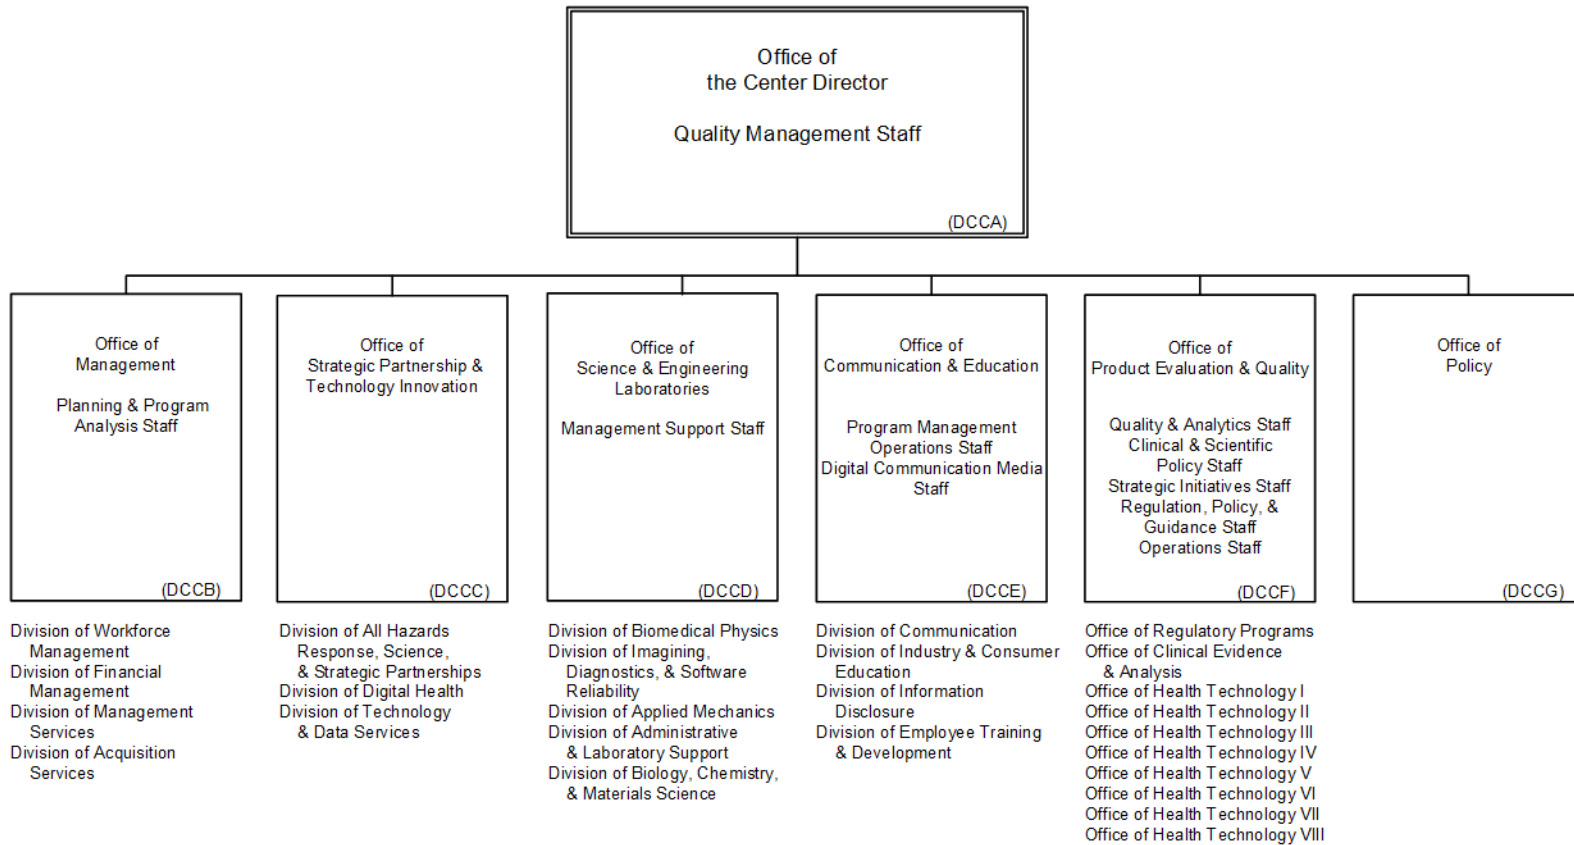 Office of
the Center Director
Quality Management Staff
(DCCA)
Office of
Management
Planning & Program
Analysis Staff
(DCCB)
Office of
Strategic Partnership &
Technology Innovation
(DCCC)
Office of
Science & Engineering
Laboratories
Management Support Staff
(DCCD)
Office of
Communication & Education
Program Management
Operations Staff
Digital Communication Media
Staff
(DCCE)
Office of
Product Evaluation & Quality
Quality & Analytics Staff
Clinical & Scientific
Policy Staff
Strategic Initiatives Staff
Regulation, Policy, &
Guidance Staff
Operations Staff
(DCCF)
Office of
Policy
(DCCG)
Division of Workforce
Management
Division of Financial
Management
Division of Management
Services
Division of Acquisition
Services
Division of All Hazards
Response, Science,
& Strategic Partnerships
Division of Digital Health
Division of Technology
& Data Services
Division of Biomedical Physics
Division of Imagining,
Diagnostics, & Software
Reliability
Division of Applied Mechanics
Division of Administrative
& Laboratory Support
Division of Biology, Chemistry,
& Materials Science
Division of Communication
Division of Industry & Consumer
Education
Division of Information
Disclosure
Division of Employee Training
& Development
Office of Regulatory Programs
Office of Clinical Evidence
& Analysis
Office of Health Technology I
Office of Health Technology II
Office of Health Technology III
Office of Health Technology IV
Office of Health Technology V
Office of Health Technology VI
Office of Health Technology VII
Office of Health Technology VIII